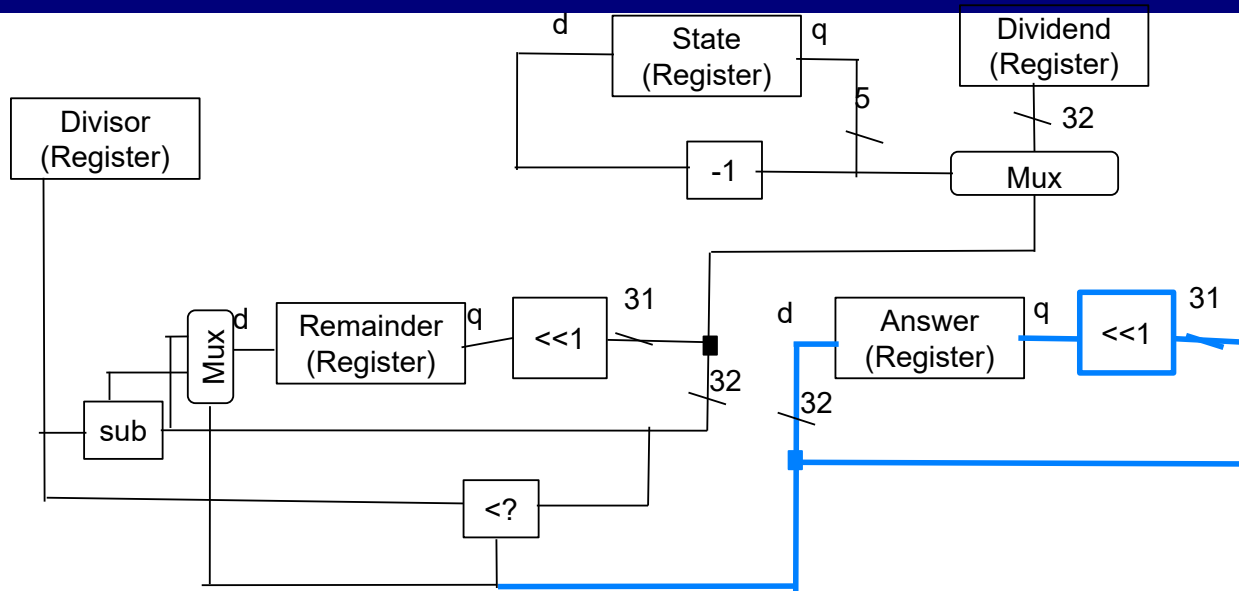 d
State
(Register)
q
Dividend
(Register)
5
32
Divisor
(Register)
-1
Mux
Mux
d
Remainder
(Register)
q
<<1
31
32
d
Answer
(Register)
q
<<1
31
32
sub
<?